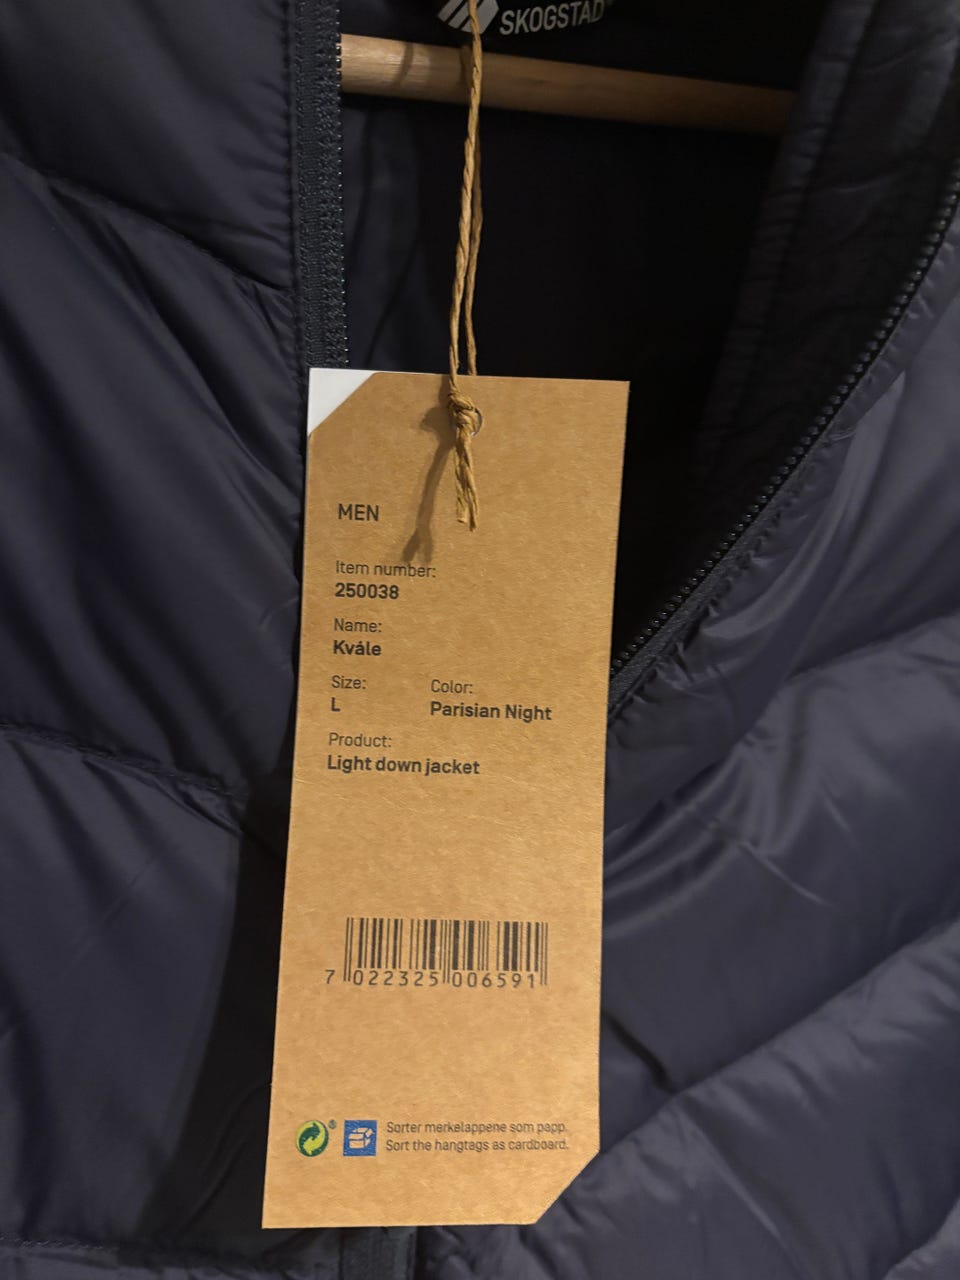 SKOGSTAD
MEN
Item number:
250038
Name:
Kvåle
Size: Color:
L Parisian Night
Product:
Light down jacket
7 022325 006591
Sorter merkelappene som papp.
Sort the hangtags as cardboard.